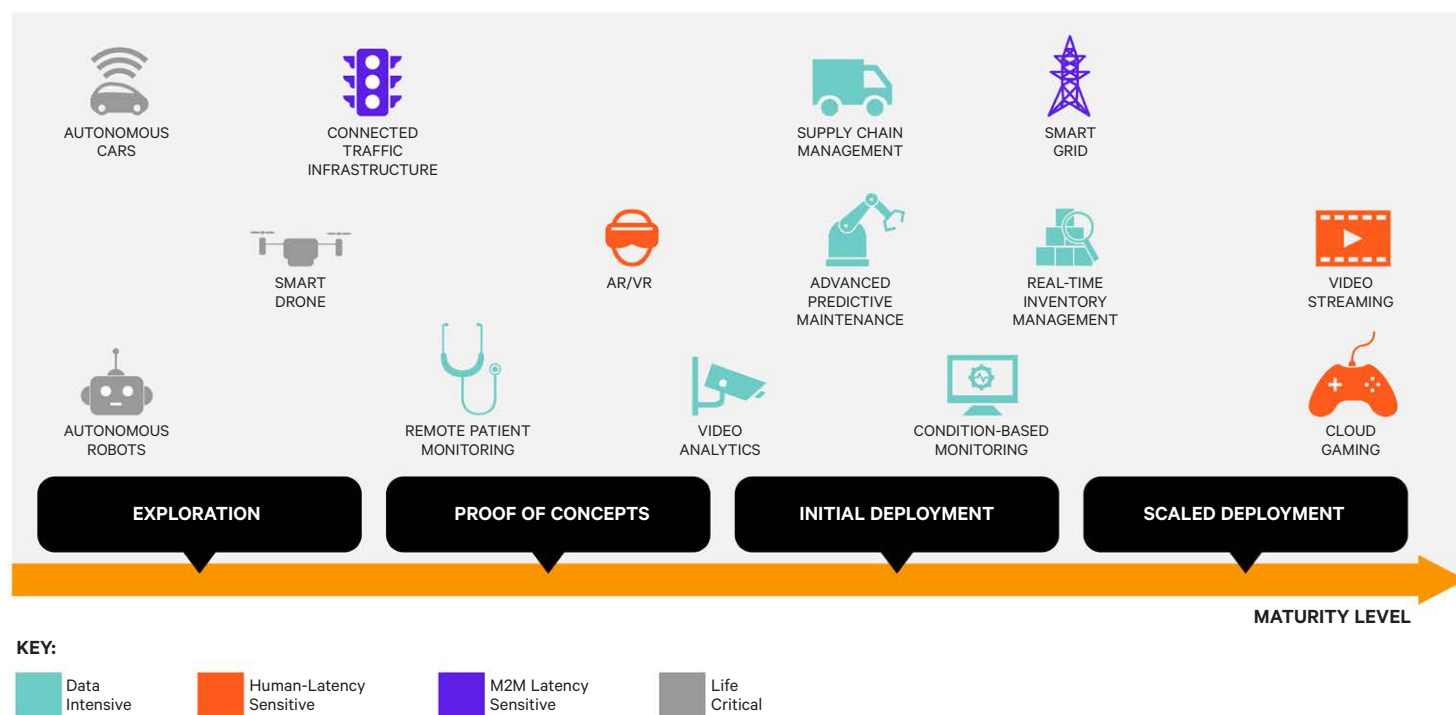 AUTONOMOUS
CARS
CONNECTED
TRAFFIC
INFRASTRUCTURE
SUPPLY CHAIN
MANAGEMENT
SMART
GRID
SMART
DRONE
AR/VR
ADVANCED
PREDICTIVE
MAINTENANCE
REAL-TIME
INVENTORY
MANAGEMENT
VIDEO
STREAMING
AUTONOMOUS
ROBOTS
REMOTE PATIENT
MONITORING
VIDEO
ANALYTICS
CONDITION-BASED
MONITORING
CLOUD
GAMING
EXPLORATION
PROOF OF CONCEPTS
INITIAL DEPLOYMENT
SCALED DEPLOYMENT
MATURITY LEVEL
KEY:
Data
Intensive
Human-Latency
Sensitive
M2M Latency
Sensitive
Life
Critical